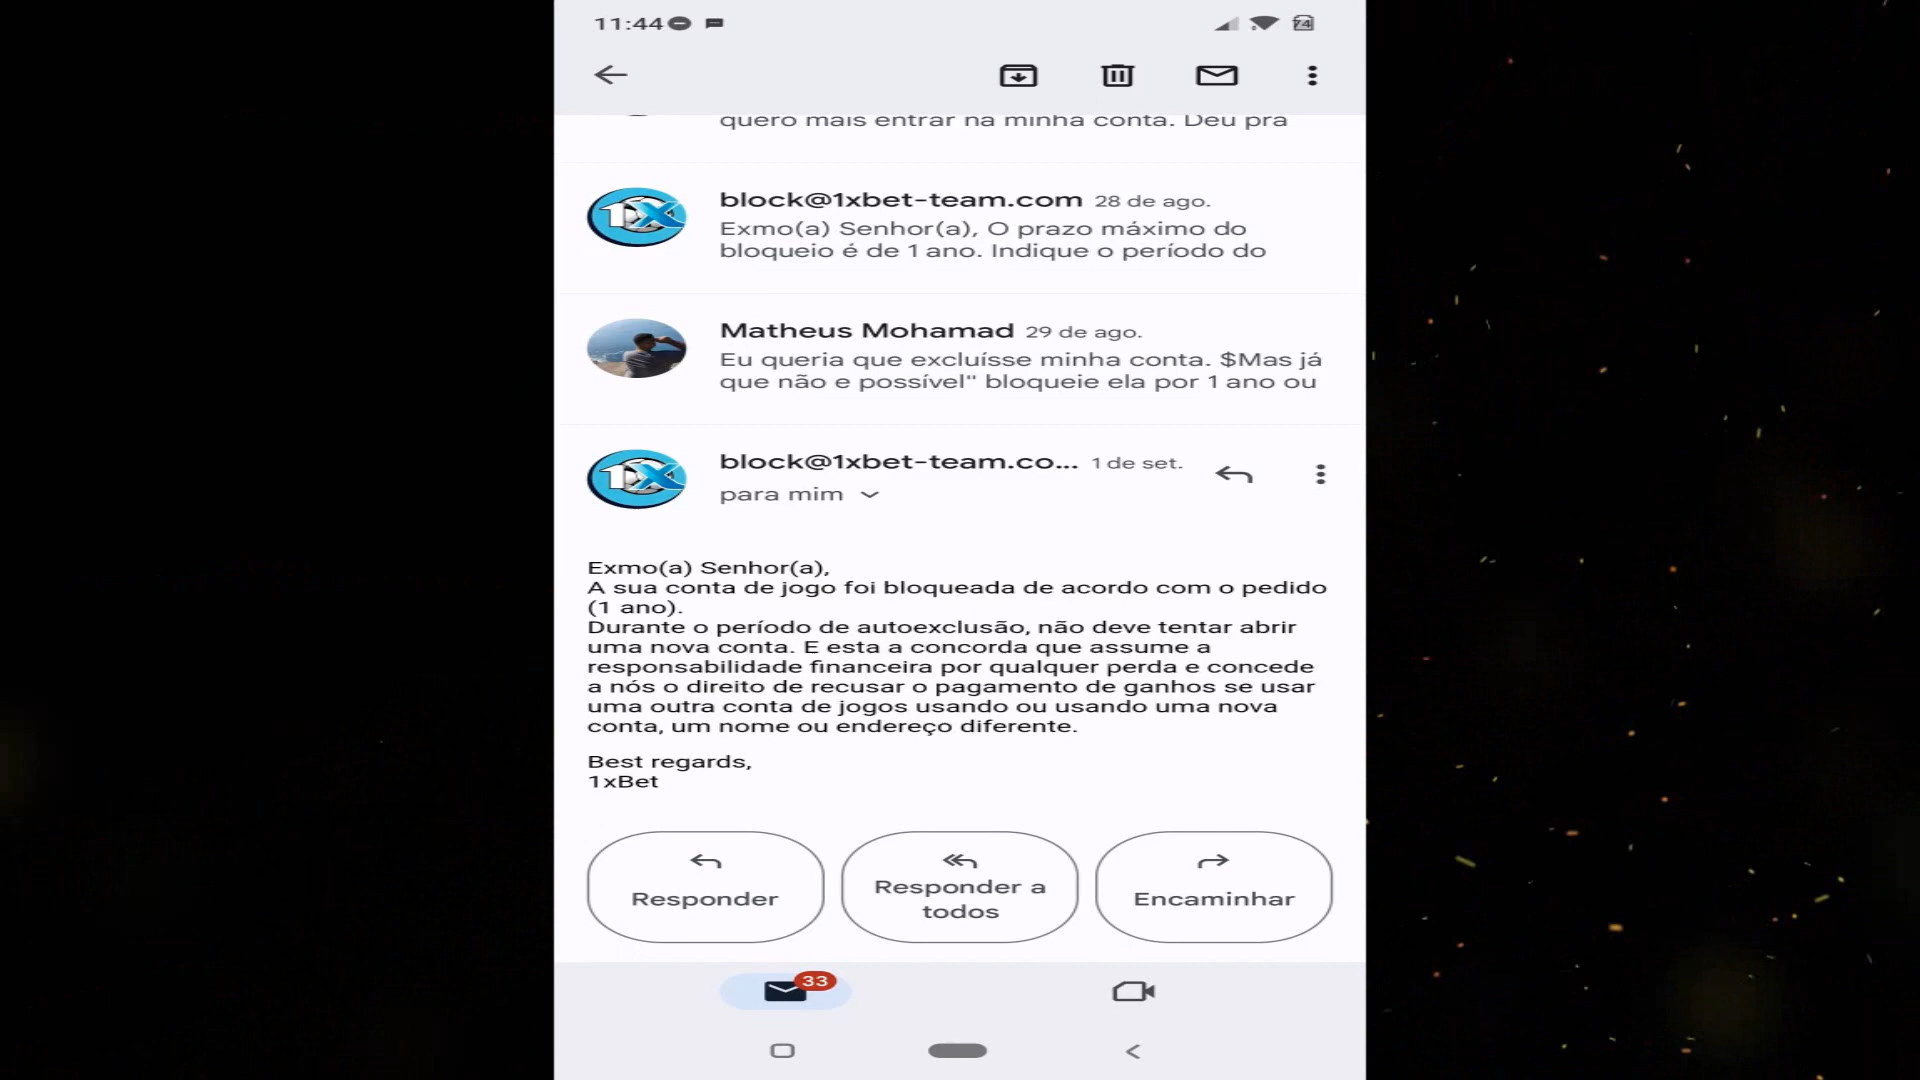 11:44
74
quero mais entrar na minha conta. Deu pra
1X
block@1xbet-team.com 28 de ago.
Exmo(a) Senhor(a), O prazo máximo do
bloqueio é de 1 ano. Indique o período do
Matheus Mohamad 29 de ago.
Eu queria que excluísse minha conta. $Mas já
que não e possível" bloqueie ela por 1 ano ou
1X
block@1xbet-team.co... 1 de set.
para mim
Exmo(a) Senhor(a),
A sua conta de jogo foi bloqueada de acordo com o pedido
(1 ano).
Durante o período de autoexclusão, não deve tentar abrir
uma nova conta. E esta a concorda que assume a
responsabilidade financeira por qualquer perda e concede
a nós o direito de recusar o pagamento de ganhos se usar
uma outra conta de jogos usando ou usando uma nova
conta, um nome ou endereço diferente.
Best regards,
1xBet
Responder
Responder a
todos
Encaminhar
33